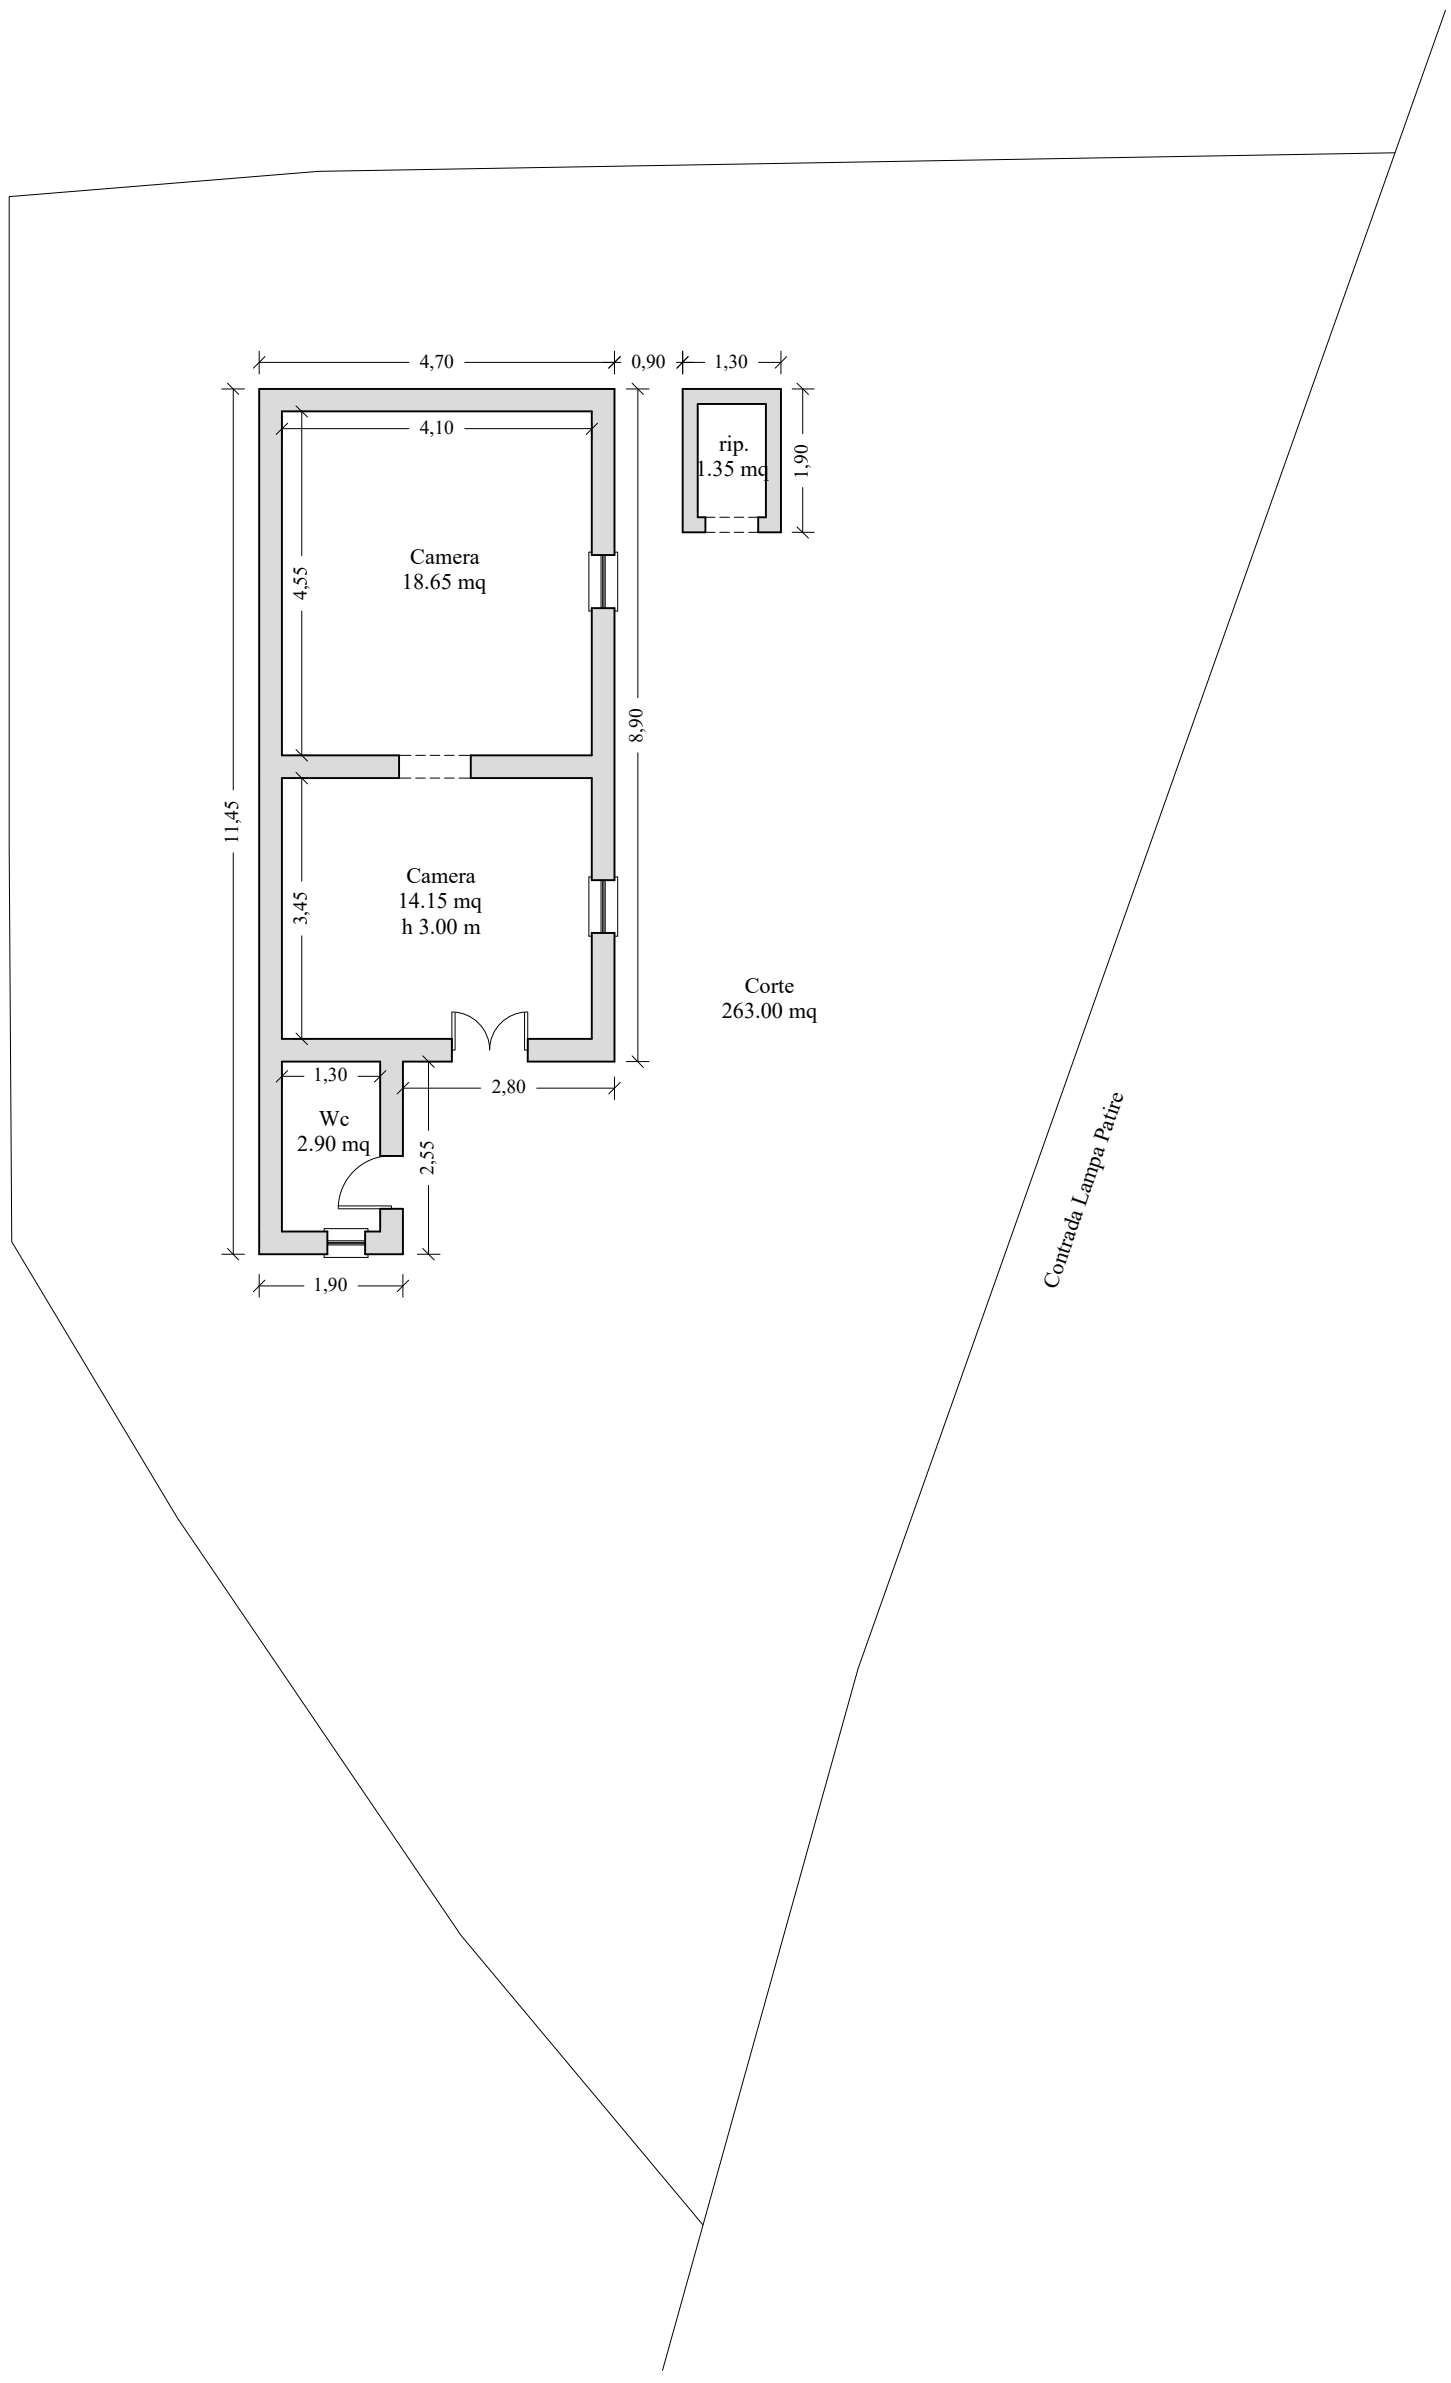 4,70
0,90
1,30
4,10
rip.
1.35 mq
1,90
Camera
18.65 mq
4,55
8,90
11,45
Camera
14.15 mq
h 3.00 m
3,45
Corte
263.00 mq
1,30
2,80
Wc
2.90 mq
2,55
Contrada Lampa Patire
1,90